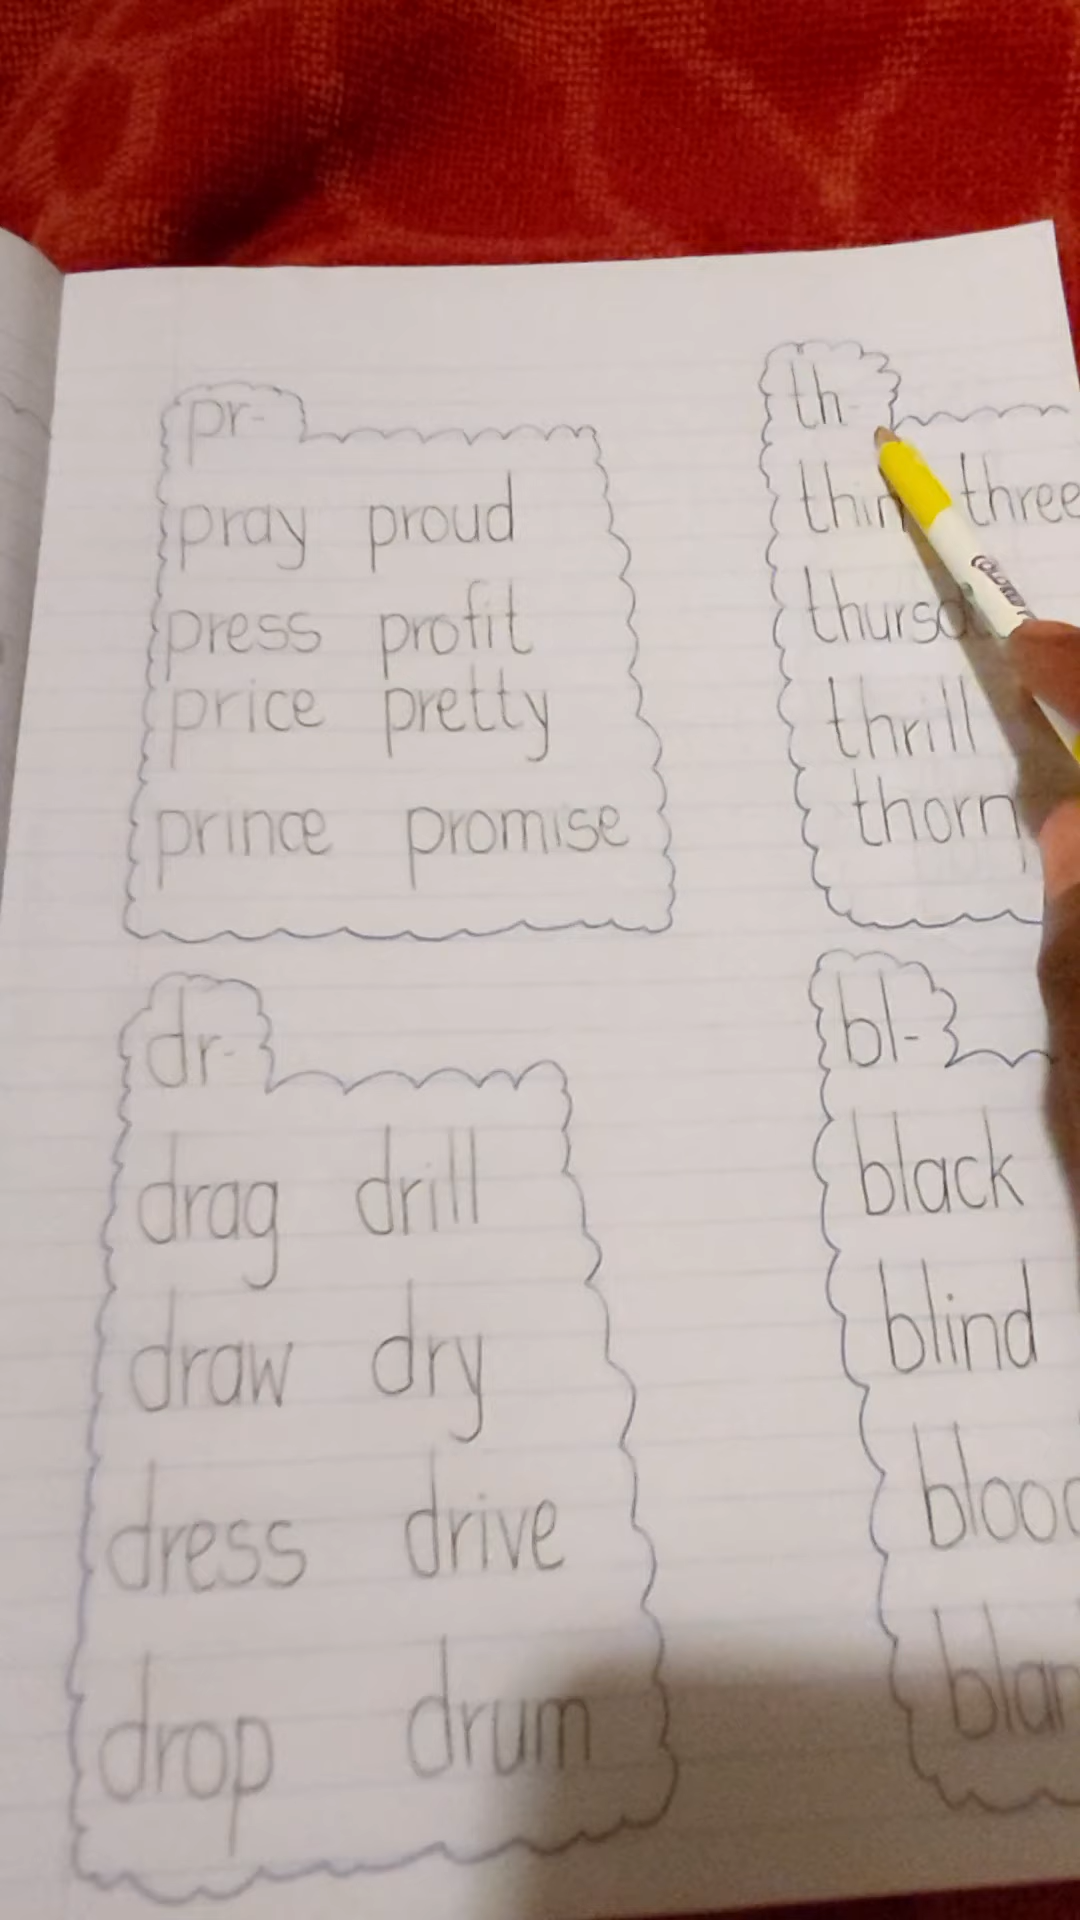 pr-
pray proud
press profit
price pretty
prince promise
th-
three
thrill
thorn
dr-
drag drill
draw dry
dress drive
drop drum
bl-
black
blind